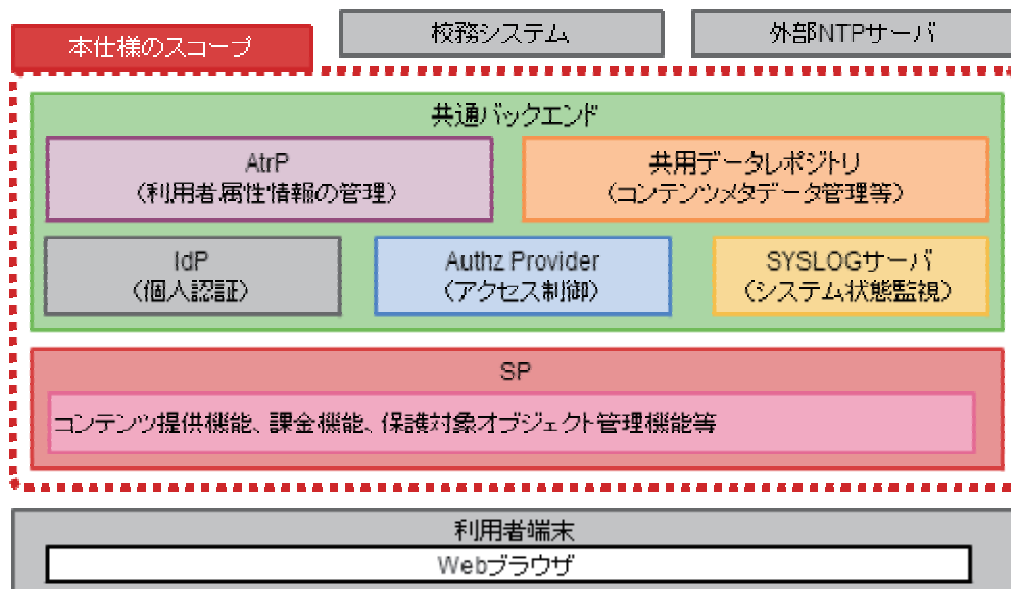 校務システム
外部NTPサーバ
本仕様のスコープ
共通バックエンド
AtrP
（利用者属性情報の管理）
共用データレポジトリ
（コンテンツメタデータ管理等）
IdP
（個人認証）
Authz Provider
（アクセス制御）
SYSLOGサーバ
（システム状態監視）
SP
コンテンツ提供機能、課金機能、保護対象オブジェクト管理機能等
利用者端末
Webブラウザ